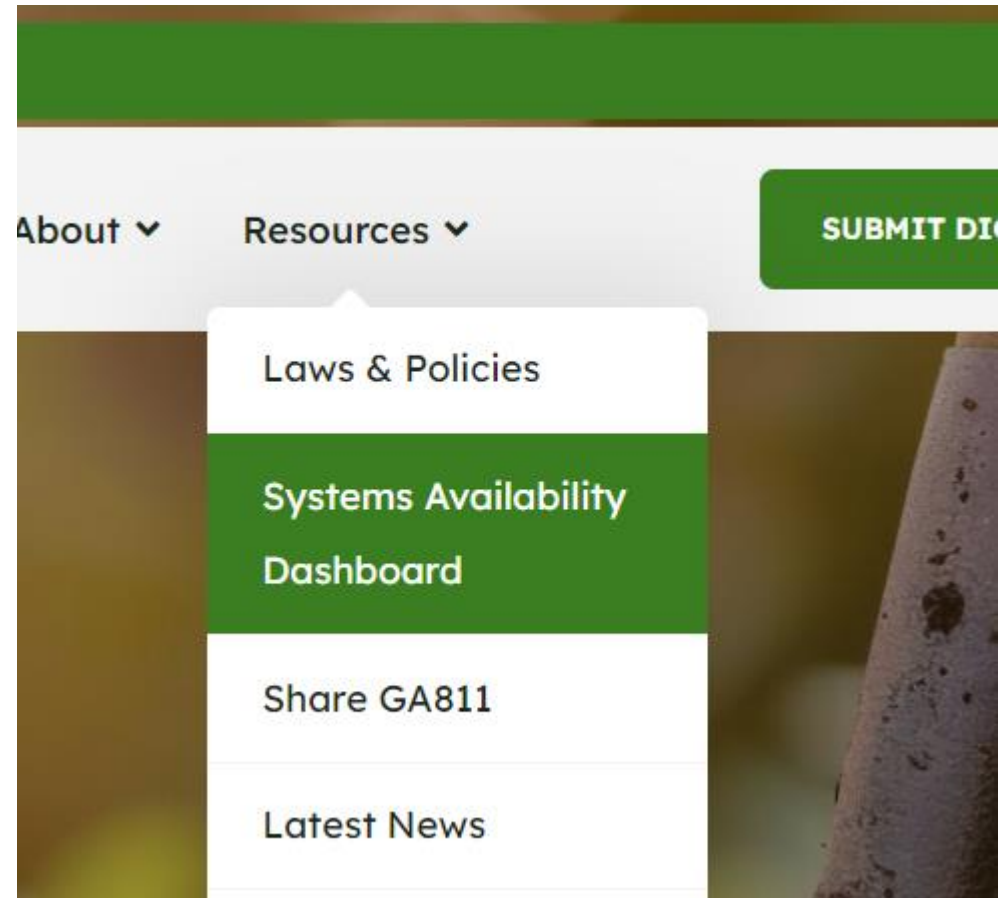 About
Resources
SUBMIT
Laws & Policies
Systems Availability
Dashboard
Share GA811
Latest News